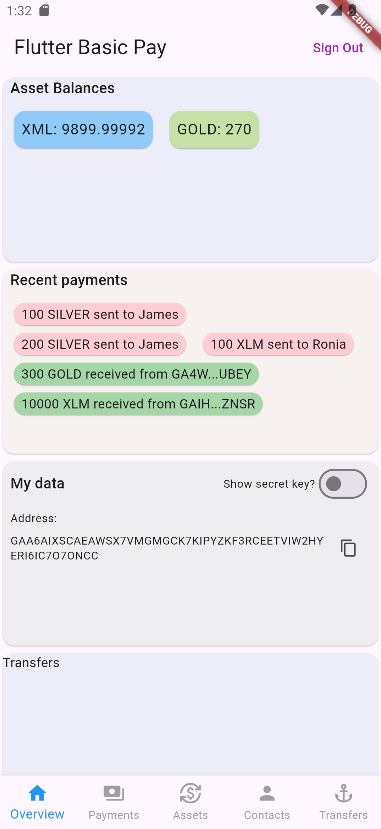 1:32
DEBUG
Flutter Basic Pay
Sign Out
Asset Balances
XML: 9899.99992
GOLD: 270
Recent payments
100 SILVER sent to James
200 SILVER sent to James
100 XLM sent to Ronia
300 GOLD received from GA4W...UBEY
10000 XLM received from GAIH...ZNSR
My data
Show secret key?
Address:
GAA6AIXSCAEAWSX7VMGMGCK7KIPYZKF3RCEETVIW2HY
ERI6IC7O7ONCC
Transfers
Overview
Payments
Assets
Contacts
Transfers